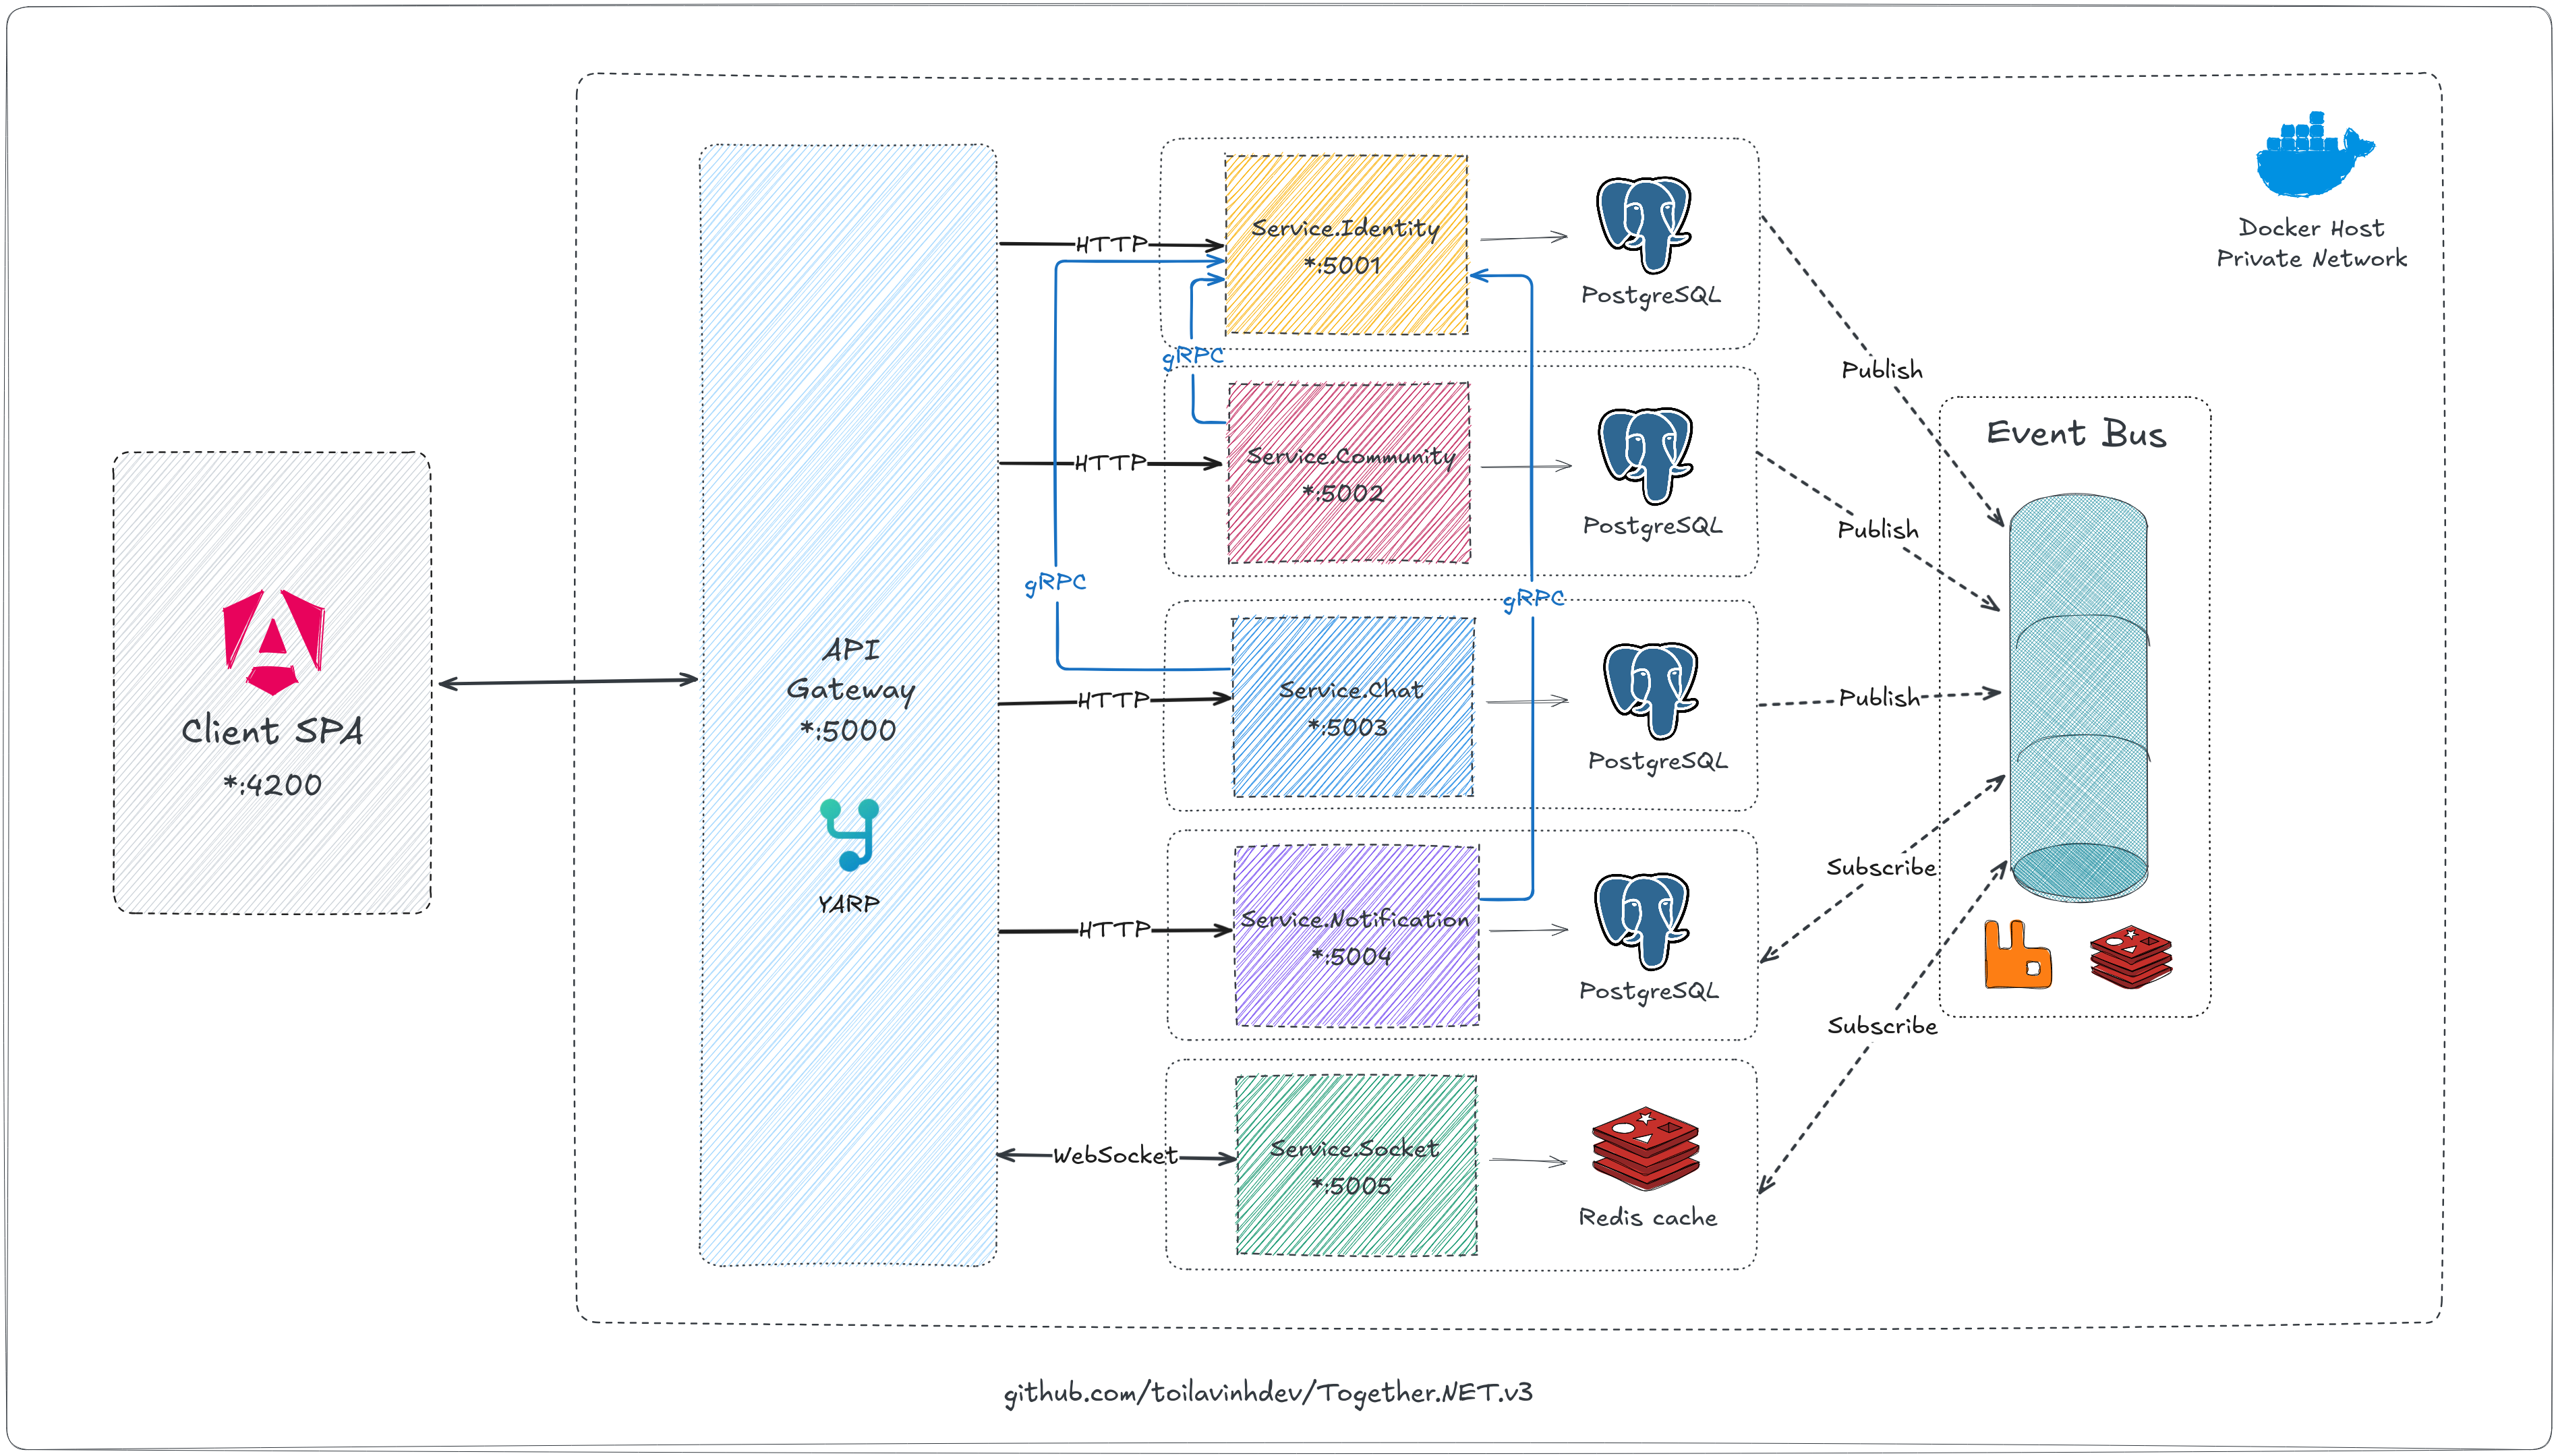 Docker Host
Private Network
Client SPA
*:4200
API
Gateway
*:5000
YARP
HTTP
Service.Identity
*:5001
PostgreSQL
gRPC
HTTP
Service.Community
*:5002
PostgreSQL
gRPC
gRPC
HTTP
Service.Chat
*:5003
PostgreSQL
HTTP
Service.Notification
*:5004
PostgreSQL
WebSocket
Service.Socket
*:5005
Redis cache
Publish
Publish
Publish
Subscribe
Subscribe
Event Bus
github.com/toilavinhdev/Together.NET.v3